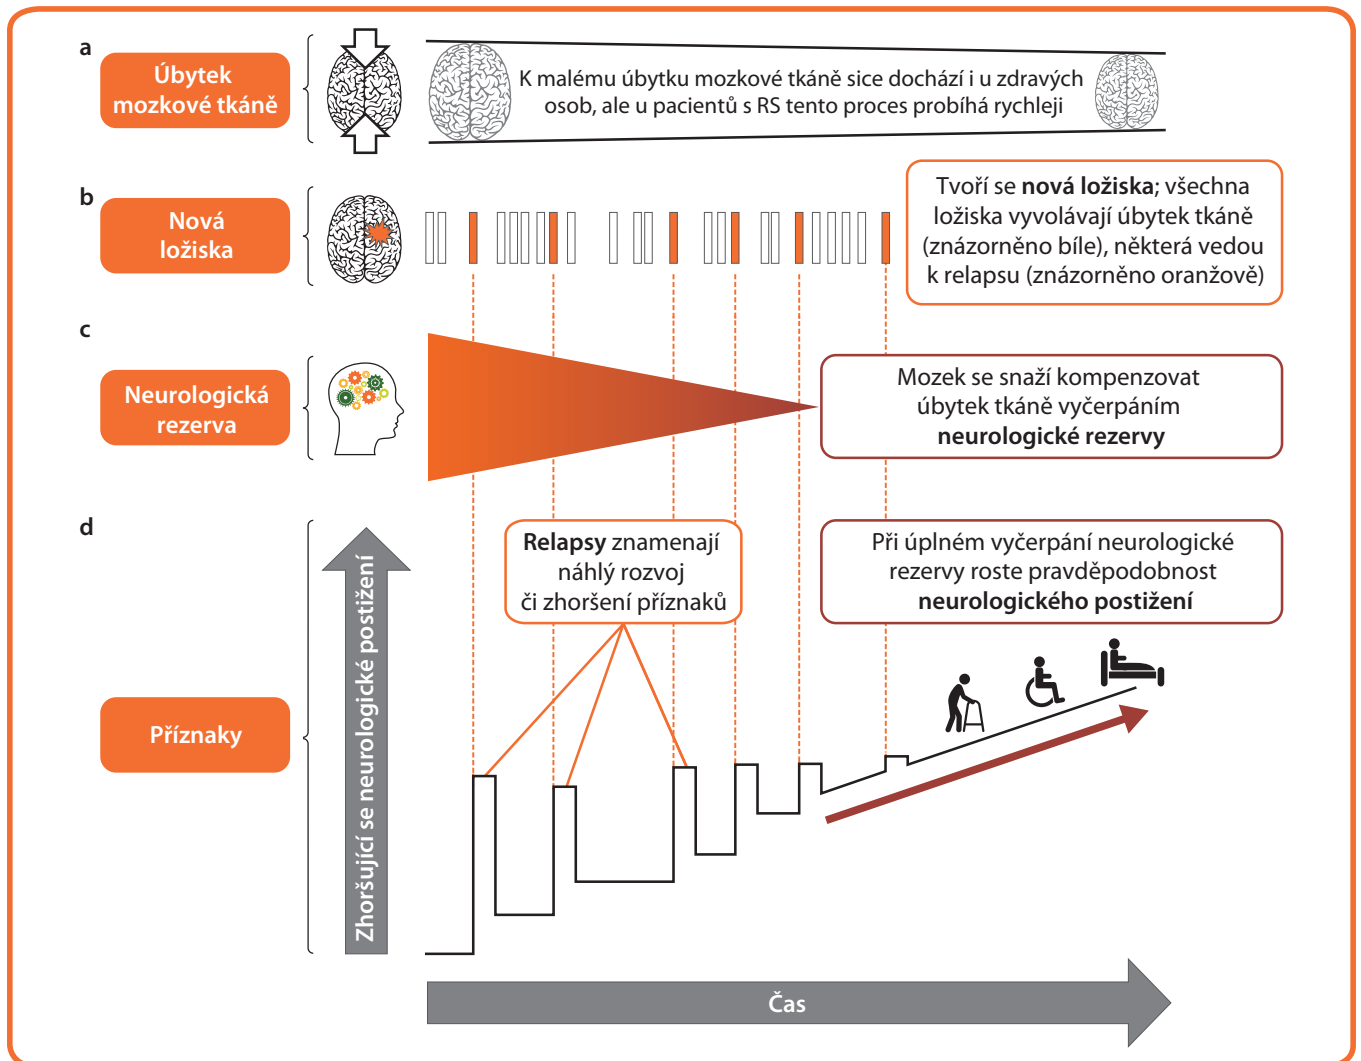 a
Úbytek
mozkové tkáně
K malému úbytku mozkové tkáně sice dochází i u zdravých
osob, ale u pacientů s RS tento proces probíhá rychleji
b
Nová
ložiska
Tvoří se nová ložiska; všechna
ložiska vyvolávají úbytek tkáně
(znázorněno bíle), některá vedou
k relapsu (znázorněno oranžově)
c
Neurologická
rezerva
Mozek se snaží kompenzovat
úbytek tkáně vyčerpáním
neurologické rezervy
d
Příznaky
Zhoršující se neurologické postižení
Relapsy znamenají
náhlý rozvoj
či zhoršení příznaků
Při úplném vyčerpání neurologické
rezervy roste pravděpodobnost
neurologického postižení
Čas